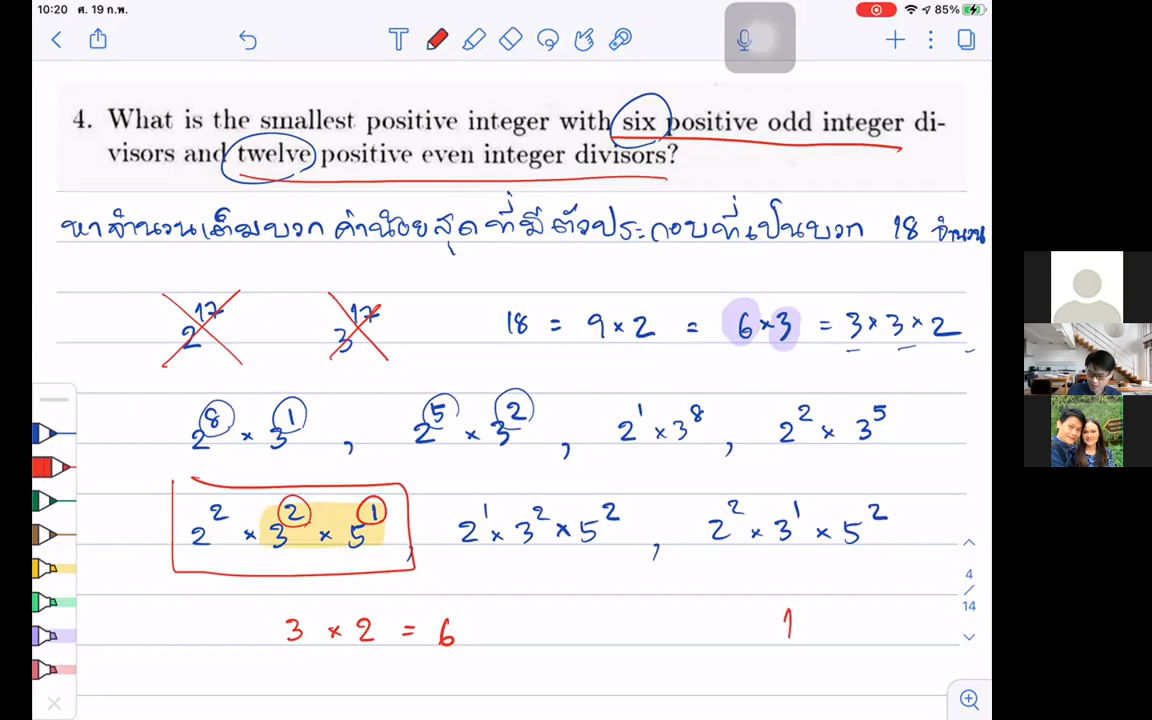 10:20 ศ. 19 ก.พ.
85%
4. What is the smallest positive integer with six positive odd integer di-
visors and twelve positive even integer divisors?
หาจำนวนเต็มบวก ค่าน้อยสุดที่มี ตัวประกอบที่เป็นบวก 18 จำนวน
2^17 3^17 18 = 9 × 2 = 6 × 3 = 3 × 3 × 2
2^8 × 3^1 , 2^5 × 3^2 , 2^1 × 3^8 , 2^2 × 3^5
2^2 × 3^2 × 5^1 , 2^1 × 3^2 × 5^2 , 2^2 × 3^1 × 5^2
4
/
14
3 × 2 = 6 1